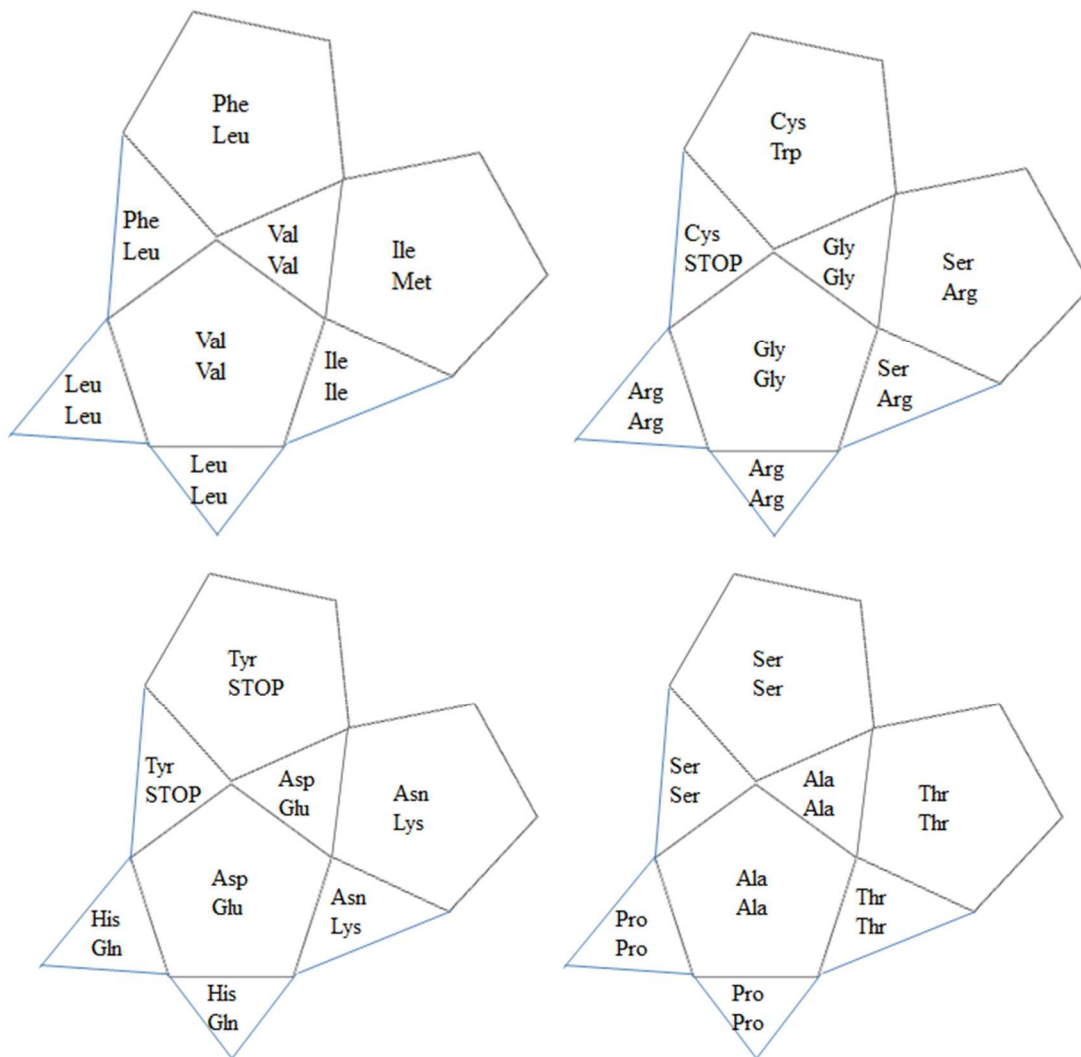 Phe
Leu
Phe
Leu
Val
Val
Ile
Met
Val
Val
Ile
Ile
Leu
Leu
Leu
Leu
Cys
Trp
Cys
STOP
Gly
Gly
Ser
Arg
Gly
Gly
Ser
Arg
Arg
Arg
Arg
Arg
Tyr
STOP
Tyr
STOP
Asp
Glu
Asn
Lys
Asp
Glu
Asn
Lys
His
Gln
His
Gln
Ser
Ser
Ser
Ser
Ala
Ala
Thr
Thr
Ala
Ala
Thr
Thr
Pro
Pro
Pro
Pro